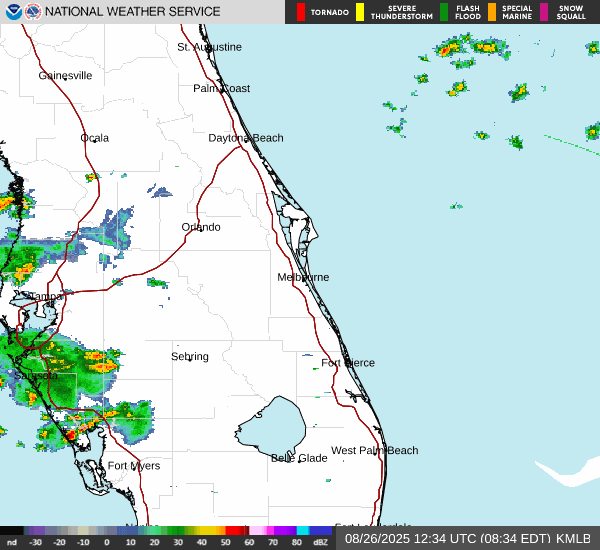 NATIONAL WEATHER SERVICE
TORNADO
SEVERE THUNDERSTORM
FLASH FLOOD
SPECIAL MARINE
SNOW SQUALL
St. Augustine
Gainesville
Palm Coast
Ocala
Daytona Beach
Orlando
Melbourne
Tampa
Sebring
Fort Pierce
Sarasota
West Palm Beach
Belle Glade
Fort Myers
nd -30 -20 -10 0 10 20 30 40 50 60 70 80 dBZ
08/26/2025 12:34 UTC (08:34 EDT) KMLB